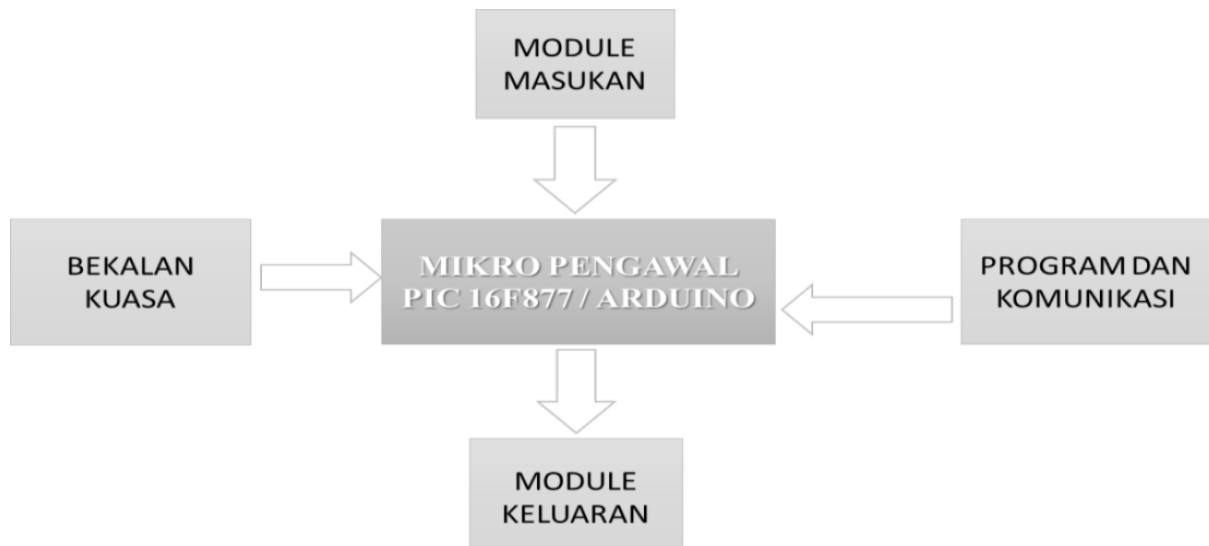 MODULE
MASUKAN
BEKALAN
KUASA
MIKRO PENGAWAL
PIC 16F877 / ARDUINO
PROGRAM DAN
KOMUNIKASI
MODULE
KELUARAN